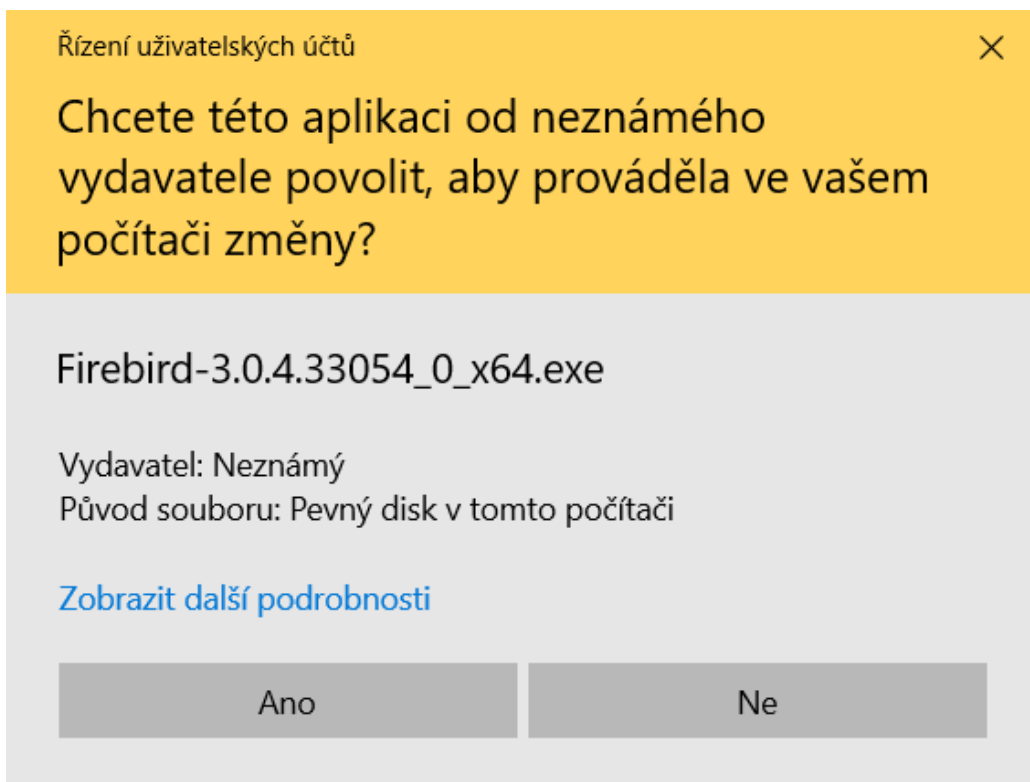 Řízení uživatelských účtů
Chcete této aplikaci od neznámého
vydavatele povolit, aby prováděla ve vašem
počítači změny?
Firebird-3.0.4.33054_0_x64.exe
Vydavatel: Neznámý
Původ souboru: Pevný disk v tomto počítači
Zobrazit další podrobnosti
Ano
Ne